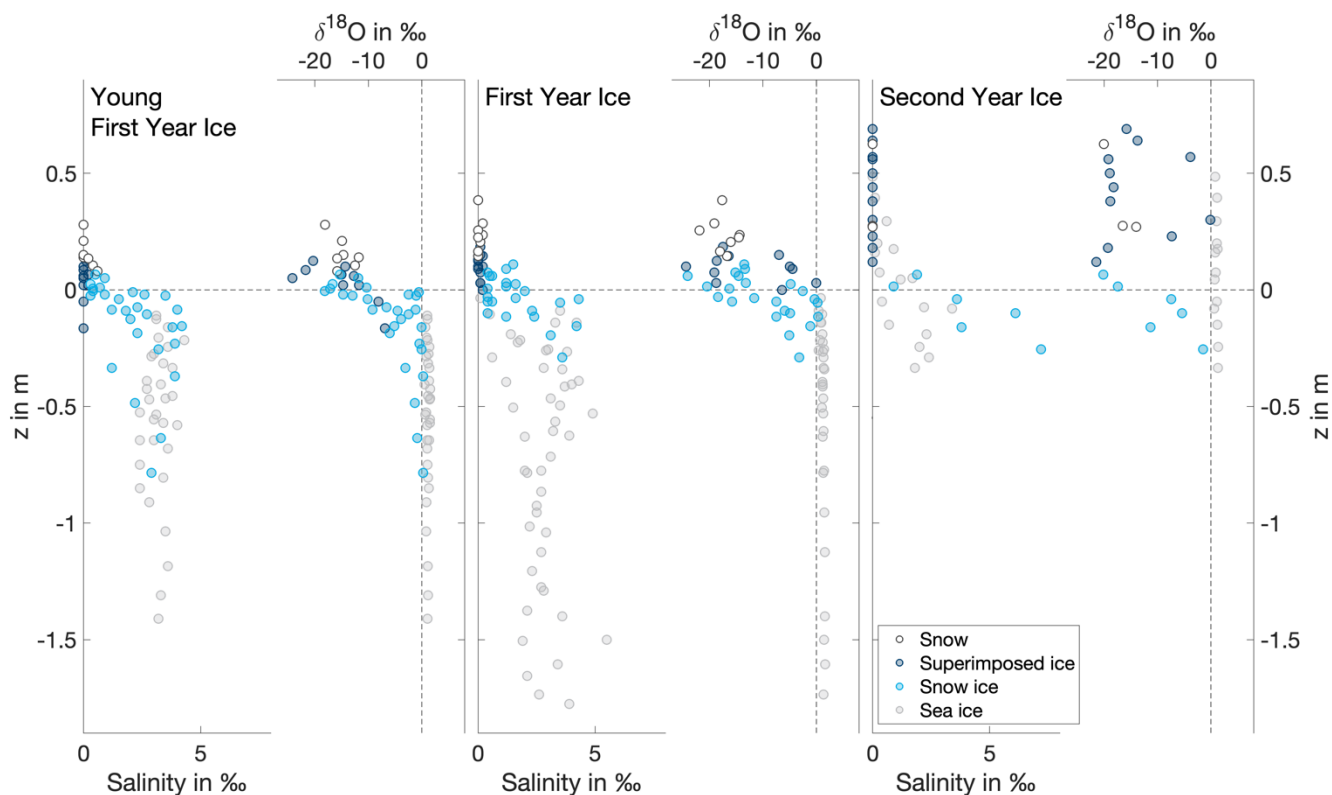 δ¹⁸O in ‰
-20 -10 0
δ¹⁸O in ‰
-20 -10 0
δ¹⁸O in ‰
-20 -10 0
Young
First Year Ice
First Year Ice
Second Year Ice
0.5
0
-0.5
-1
-1.5
z in m
0.5
0
-0.5
-1
-1.5
z in m
Snow
Superimposed ice
Snow ice
Sea ice
0 5
Salinity in ‰
0 5
Salinity in ‰
0 5
Salinity in ‰